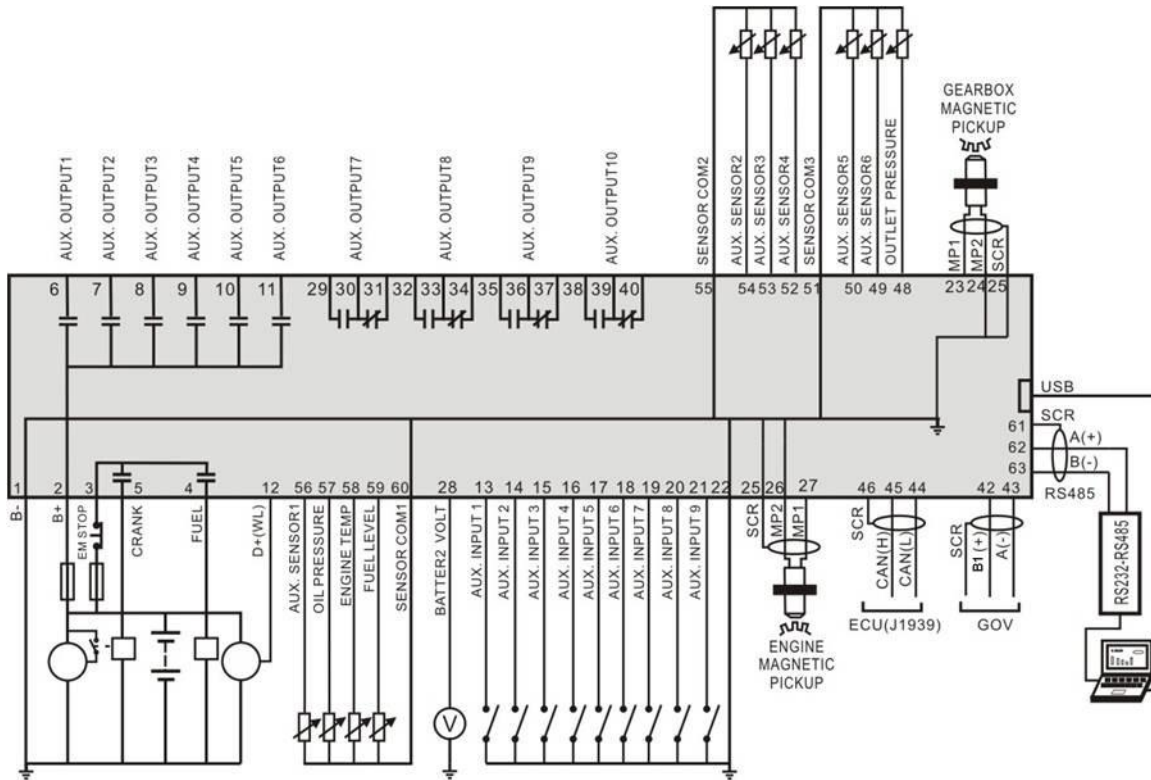 GEARBOX
MAGNETIC
PICKUP
AUX. OUTPUT1
AUX. OUTPUT2
AUX. OUTPUT3
AUX. OUTPUT4
AUX. OUTPUT5
AUX. OUTPUT6
AUX. OUTPUT7
AUX. OUTPUT8
AUX. OUTPUT9
AUX. OUTPUT10
SENSOR COM2
AUX. SENSOR2
AUX. SENSOR3
AUX. SENSOR4
SENSOR COM3
AUX. SENSOR5
AUX. SENSOR6
OUTLET PRESSURE
MP1
MP2
SCR
6 7 8 9 10 11 29 30 31 32 33 34 35 36 37 38 39 40 55 54 53 52 51 50 49 48 23 24 25
USB
SCR
61
62
A(+)
63
B(-)
RS485
1 2 3 5 4 12 56 57 58 59 60 28 13 14 15 16 17 18 19 20 21 22 25 26 27 46 45 44 42 43
B-
B+
EM STOP
CRANK
FUEL
D+(WL)
AUX. SENSOR1
OIL PRESSURE
ENGINE TEMP
FUEL LEVEL
SENSOR COM1
BATTER2 VOLT
AUX. INPUT 1
AUX. INPUT 2
AUX. INPUT 3
AUX. INPUT 4
AUX. INPUT 5
AUX. INPUT 6
AUX. INPUT 7
AUX. INPUT 8
AUX. INPUT 9
SCR
MP2
MP1
SCR
CAN(H)
CAN(L)
SCR
B1 (+)
A(-)
RS232-RS485
ECU(J1939)
GOV
ENGINE
MAGNETIC
PICKUP
V